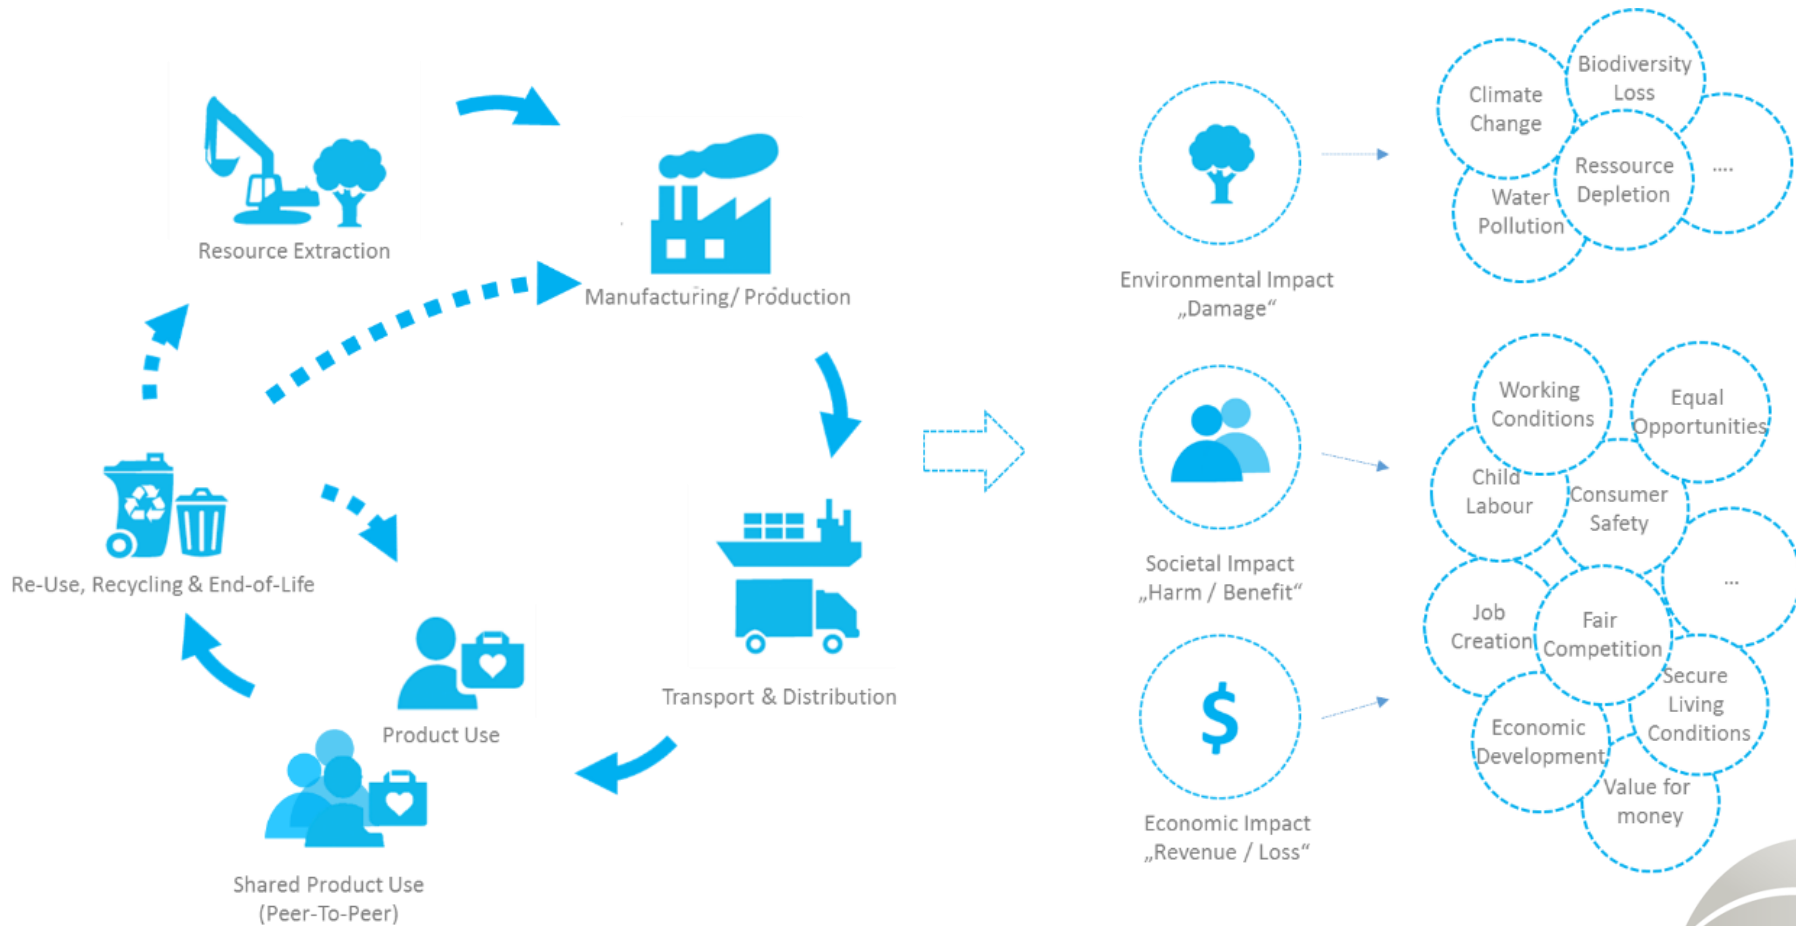 Resource Extraction
Manufacturing/ Production
Re-Use, Recycling & End-of-Life
Product Use
Transport & Distribution
Shared Product Use
(Peer-To-Peer)
Environmental Impact
„Damage“
Climate
Change
Biodiversity
Loss
Water
Pollution
Ressource
Depletion
....
Societal Impact
„Harm / Benefit“
$
Economic Impact
„Revenue / Loss“
Working
Conditions
Equal
Opportunities
Child
Labour
Consumer
Safety
...
Job
Creation
Fair
Competition
Secure
Living
Conditions
Economic
Development
Value for
money